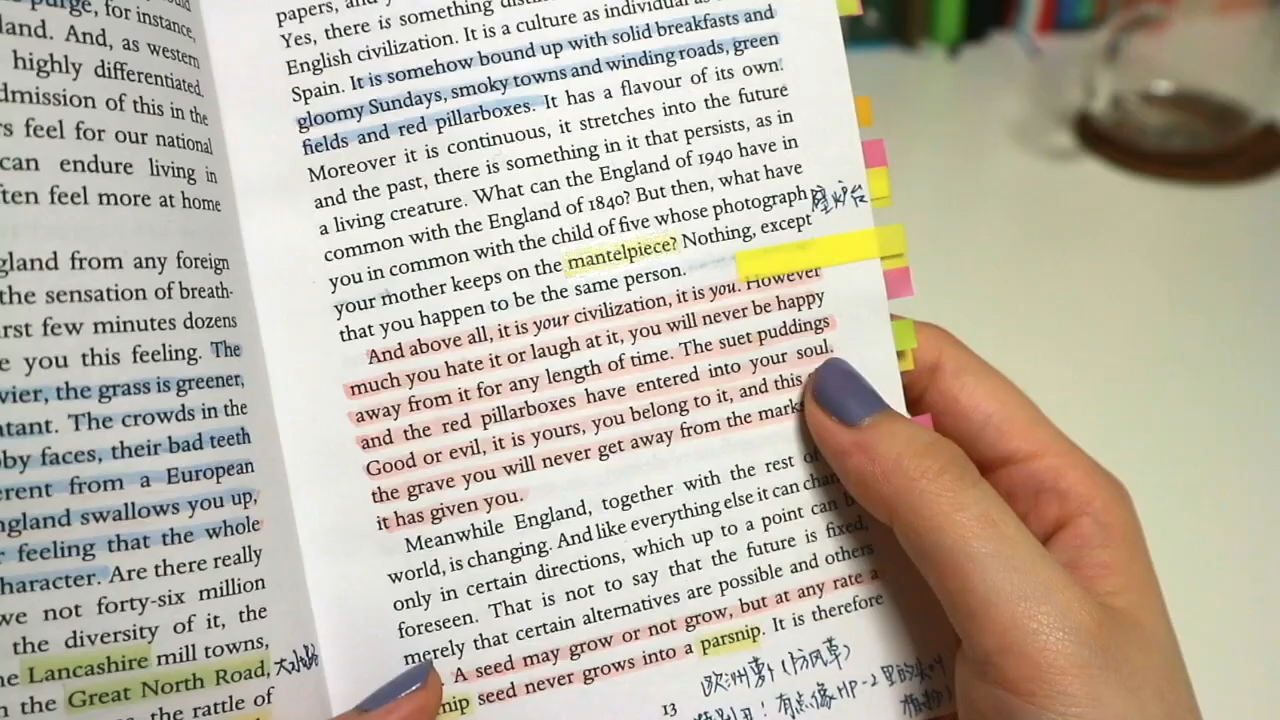 purge, for instance,
land. And, as western
highly differentiated.
dmission of this in the
rs feel for our national
can endure living in
ten feel more at home
gland from any foreign
the sensation of breath-
irst few minutes dozens
e you this feeling. The
vier, the grass is greener,
atant. The crowds in the
by faces, their bad teeth
erent from a European
ngland swallows you up,
feeling that the whole
haracter. Are there really
we not forty-six million
the diversity of it, the
Lancashire mill towns,
n the Great North Road,
the rattle of
papers, and
Yes, there is something
English civilization. It is a culture as individual as
Spain. It is somehow bound up with solid breakfasts and
gloomy Sundays, smoky towns and winding roads, green
fields and red pillarboxes. It has a flavour of its own.
Moreover it is continuous, it stretches into the future
and the past, there is something in it that persists, as in
a living creature. What can the England of 1940 have in
common with the England of 1840? But then, what have
you in common with the child of five whose photograph
your mother keeps on the mantelpiece? Nothing, except
that you happen to be the same person.
壁炉台
And above all, it is your civilization, it is you. However
much you hate it or laugh at it, you will never be happy
away from it for any length of time. The suet puddings
and the red pillarboxes have entered into your soul.
Good or evil, it is yours, you belong to it, and this
the grave you will never get away from the marks
it has given you.
Meanwhile England, together with the rest of
world, is changing. And like everything else it can
only in certain directions, which up to a point can
foreseen. That is not to say that the future is fixed,
merely that certain alternatives are possible and others
A seed may grow or not grow, but at any rate a
nip seed never grows into a parsnip. It is therefore
欧洲萝卜(防风草)
有点像HP-2里的
13